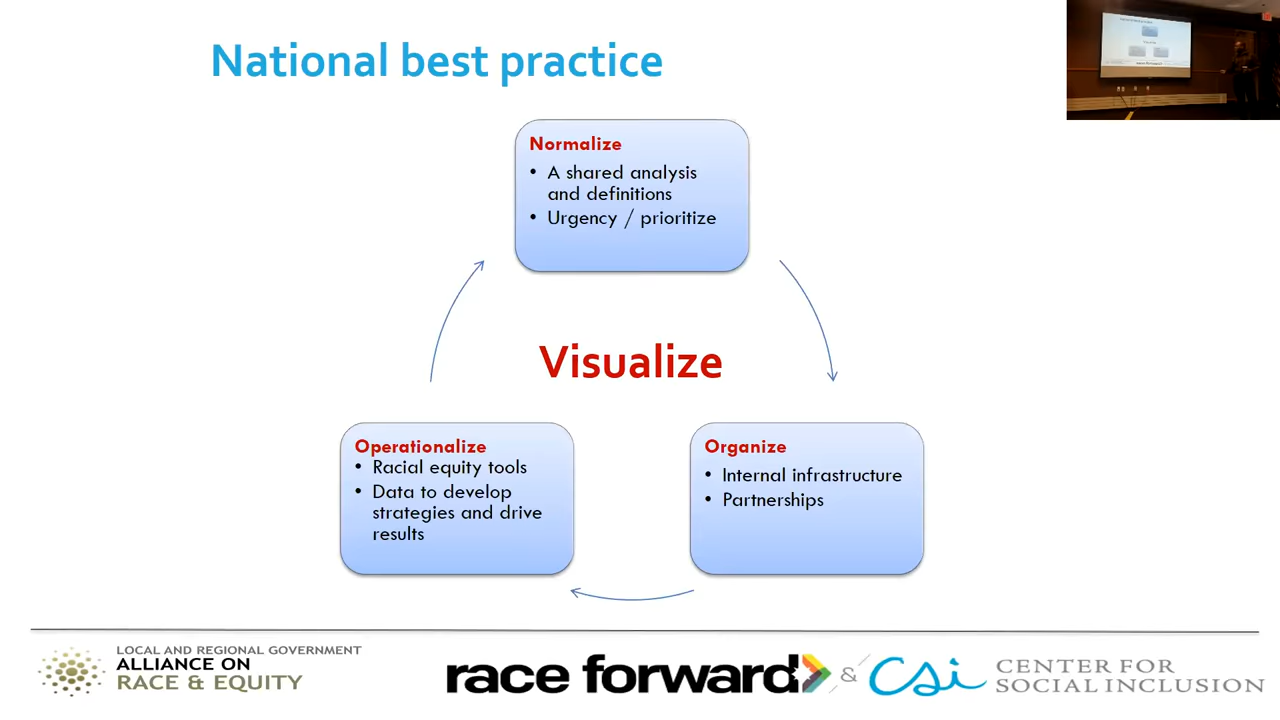 National best practice
Normalize
• A shared analysis
and definitions
• Urgency / prioritize
Visualize
Operationalize
• Racial equity tools
• Data to develop
strategies and drive
results
Organize
• Internal infrastructure
• Partnerships
LOCAL AND REGIONAL GOVERNMENT
ALLIANCE ON
RACE & EQUITY
race forward & csi CENTER FOR
SOCIAL INCLUSION